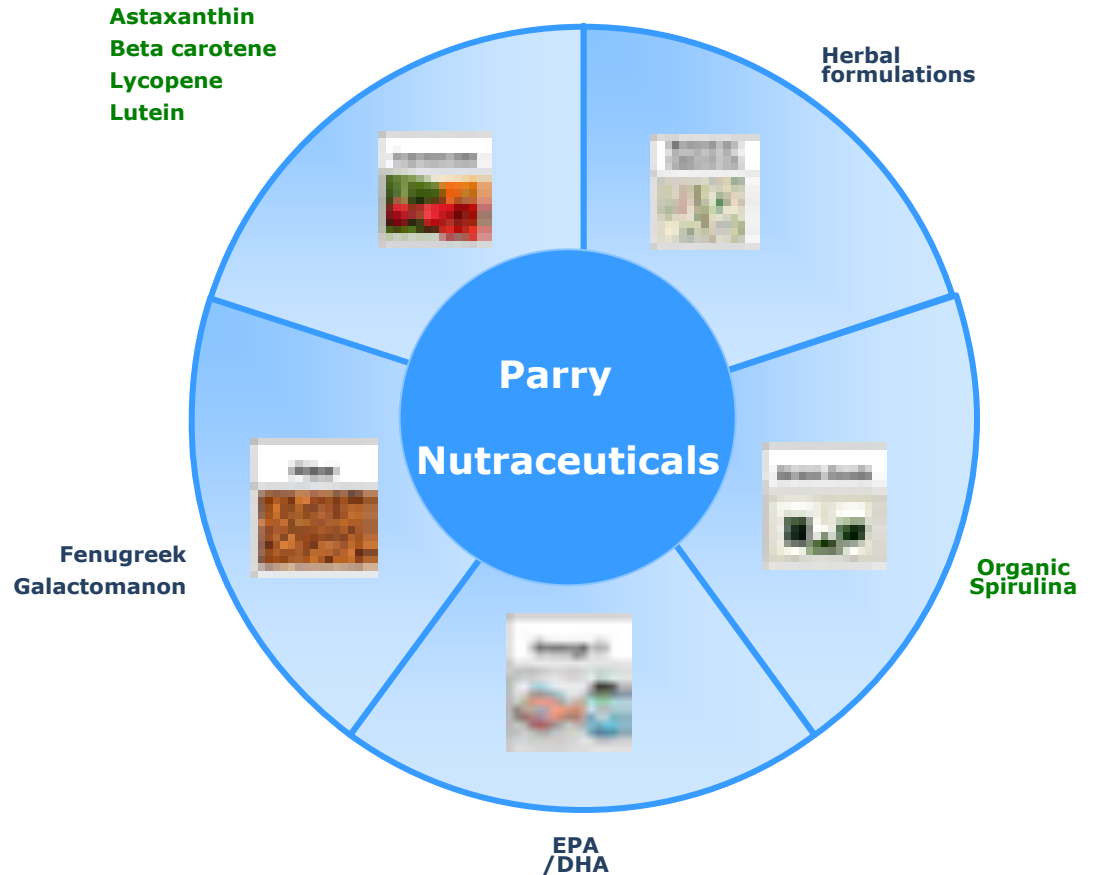 Astaxanthin
Beta carotene
Lycopene
Lutein
Herbal
formulations
Parry
Nutraceuticals
Fenugreek
Galactomanon
Organic
Spirulina
EPA
/DHA